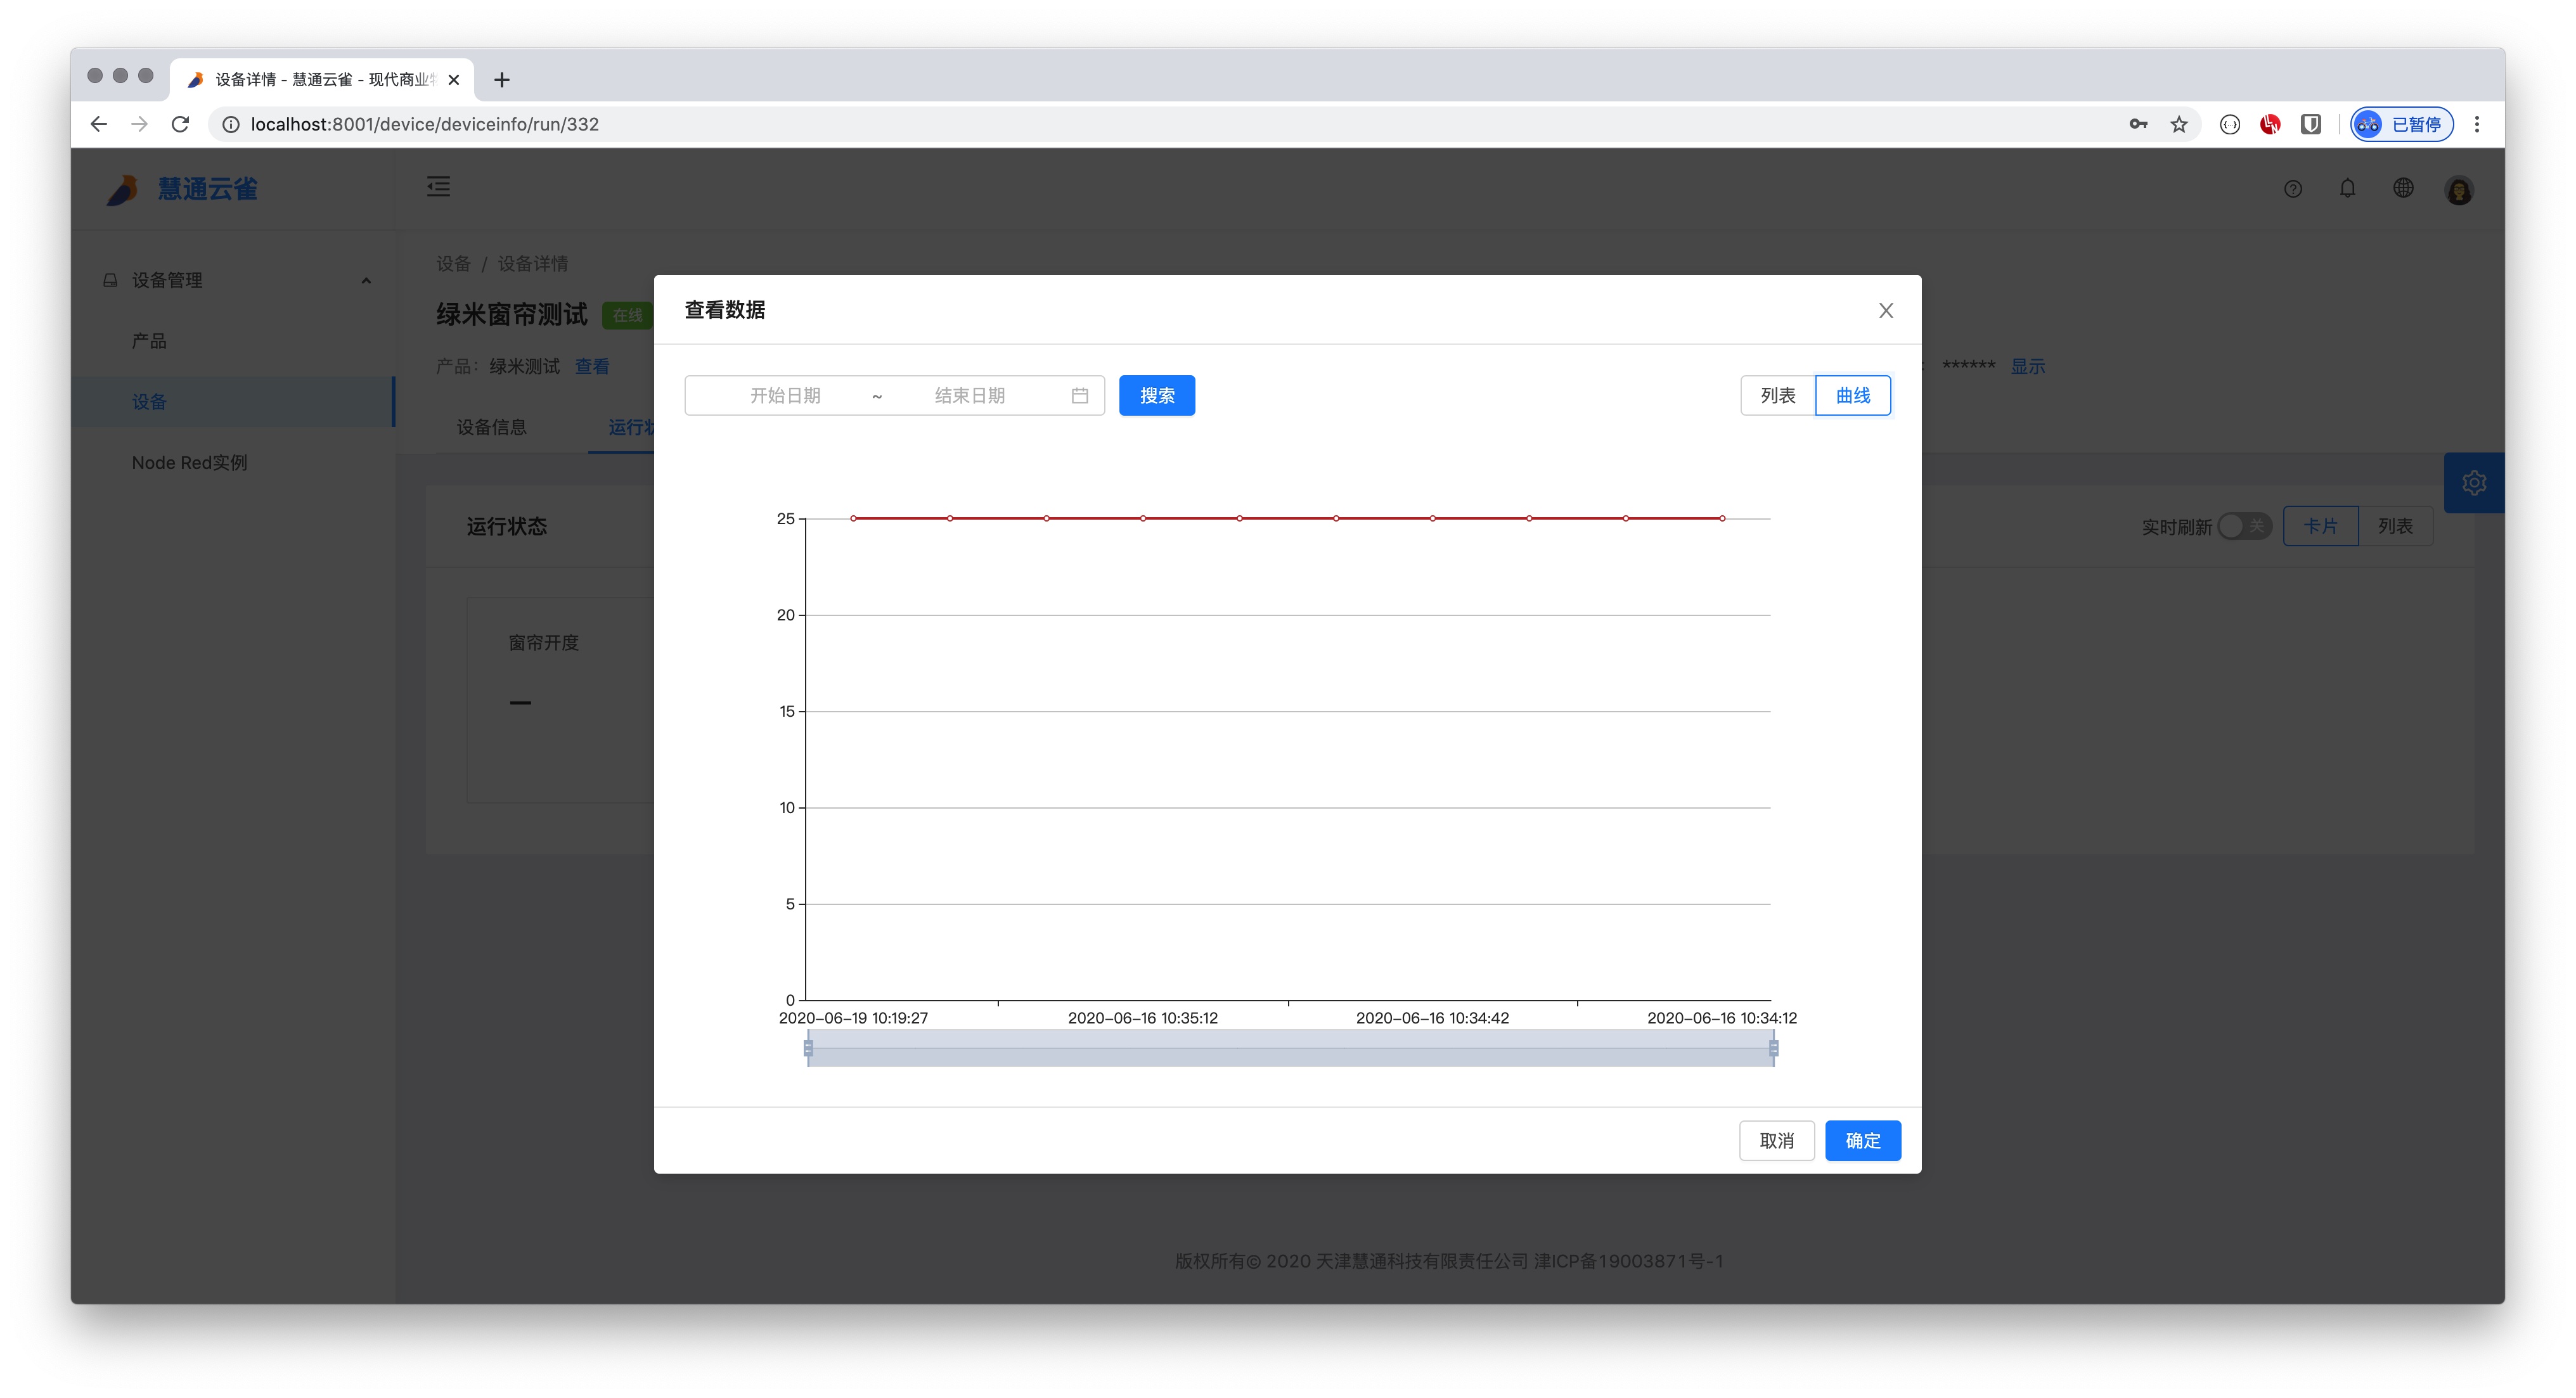 设备详情 - 慧通云雀 - 现代商业
localhost:8001/device/deviceinfo/run/332
已暂停
慧通云雀
设备管理
产品
设备
Node Red实例
设备 / 设备详情
绿米窗帘测试 在线
产品: 绿米测试 查看
****** 显示
设备信息
运行
运行状态
实时刷新 关 卡片 列表
窗帘开度
查看数据
开始日期 ~ 结束日期 搜索 列表 曲线
25
20
15
10
5
0
2020-06-19 10:19:27 2020-06-16 10:35:12 2020-06-16 10:34:42 2020-06-16 10:34:12
取消 确定
版权所有© 2020 天津慧通科技有限责任公司 津ICP备19003871号-1